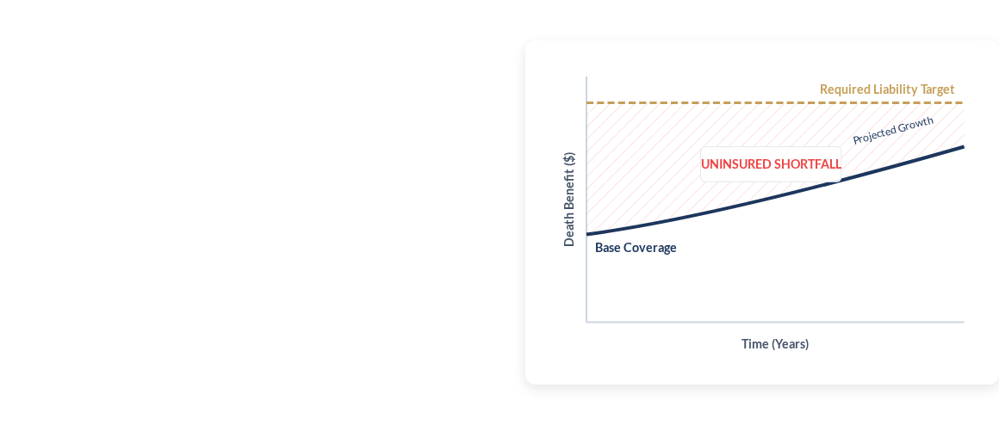 Required Liability Target
Projected Growth
UNINSURED SHORTFALL
Death Benefit ($)
Base Coverage
Time (Years)